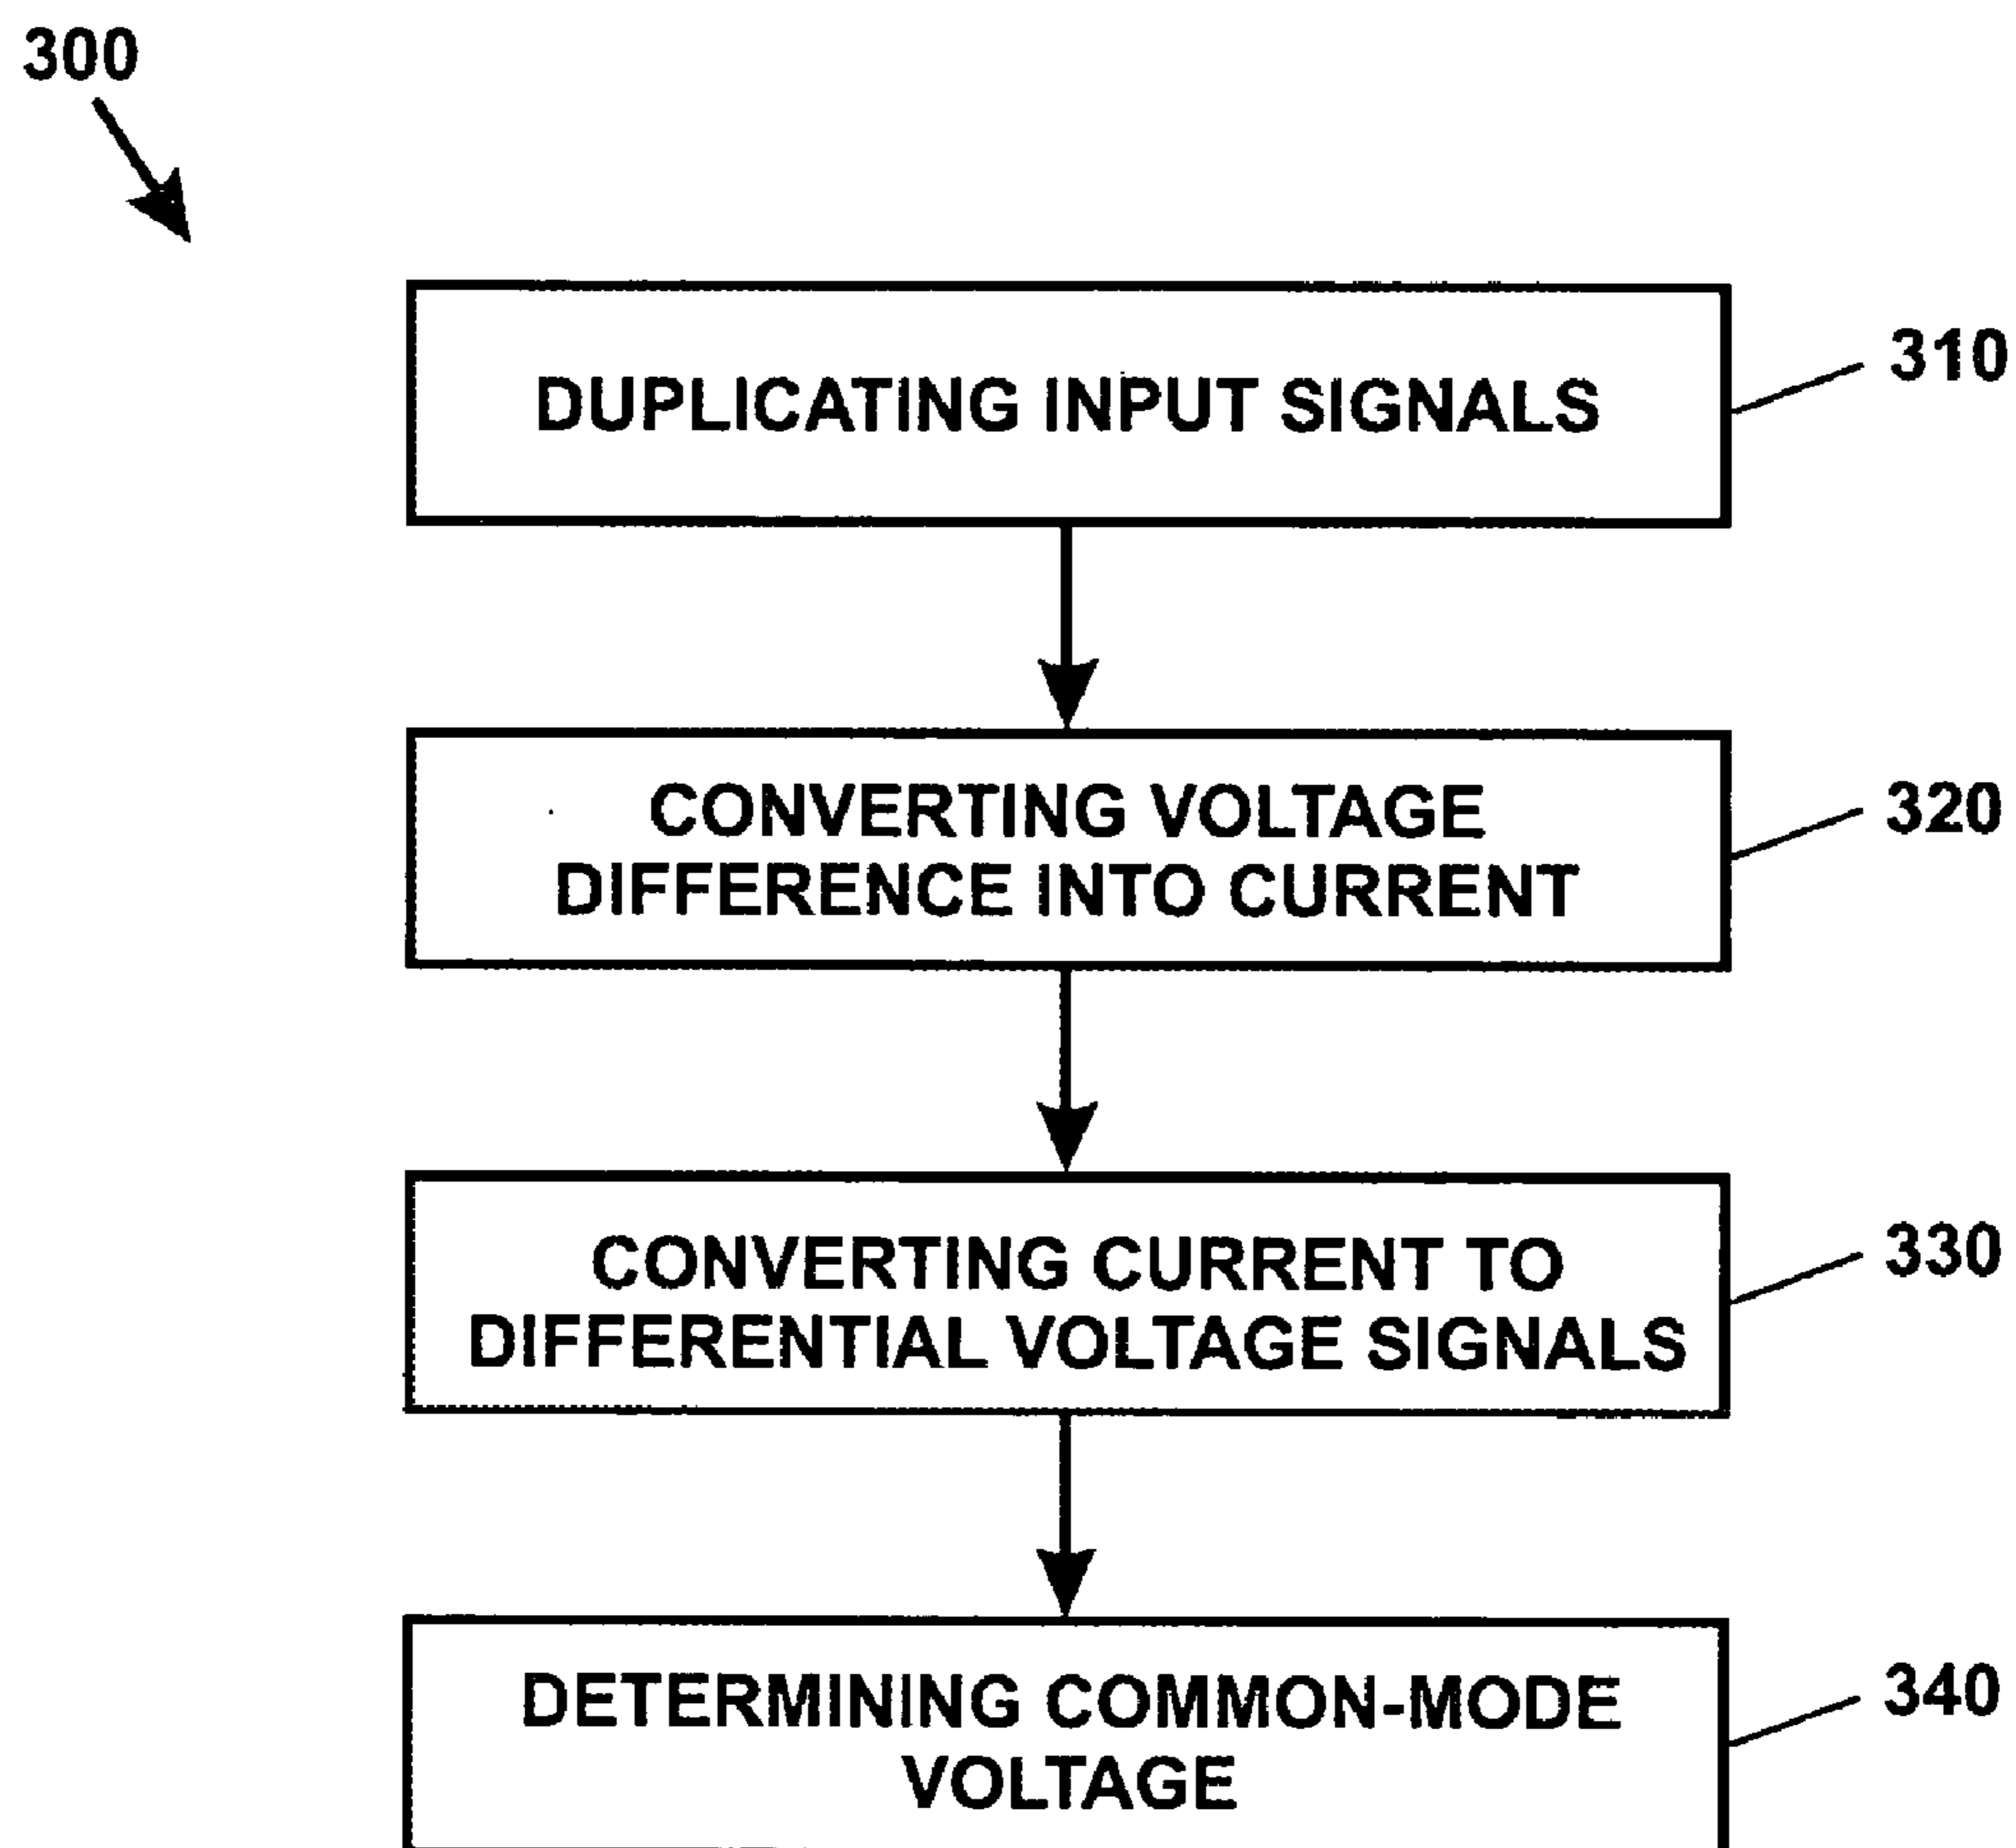 300
DUPLICATING INPUT SIGNALS
310
CONVERTING VOLTAGE
DIFFERENCE INTO CURRENT
320
CONVERTING CURRENT TO
DIFFERENTIAL VOLTAGE SIGNALS
330
DETERMINING COMMON-MODE
VOLTAGE
340